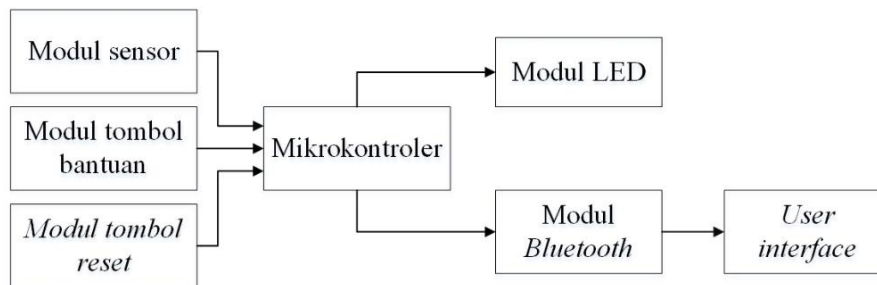 Modul sensor
Modul tombol
bantuan
Modul tombol
reset
Mikrokontroler
Modul LED
Modul
Bluetooth
User
interface